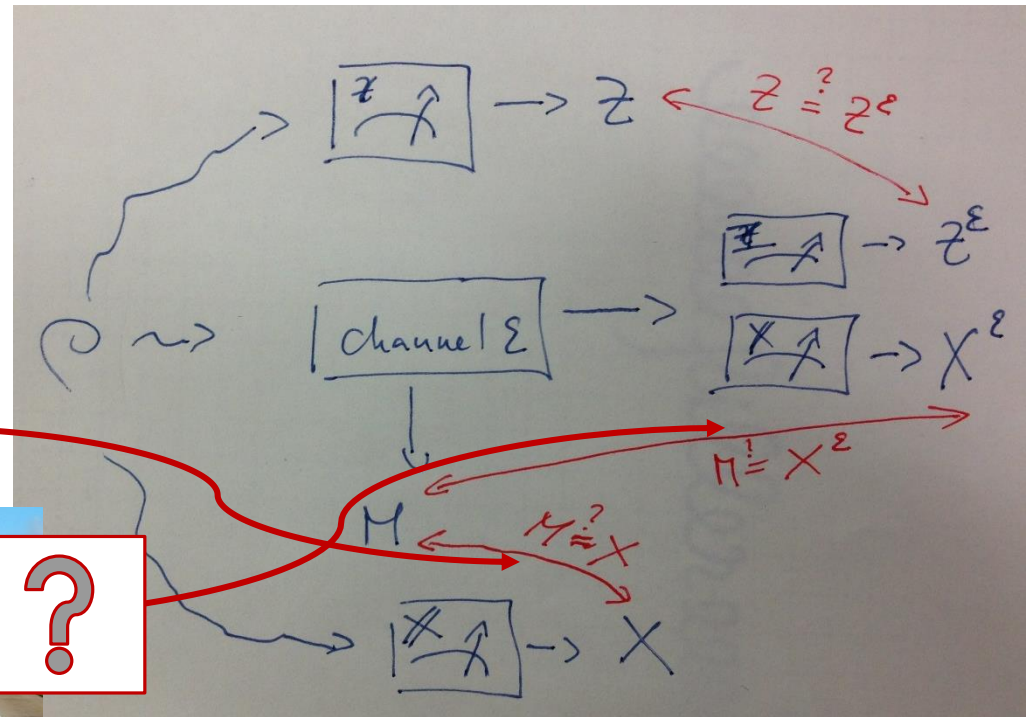 Z → Z
Z ?= Z^ε
Z → Z^ε
channel ε
X → X^ε
M ?= X^ε
M
M ?= X
X → X
?